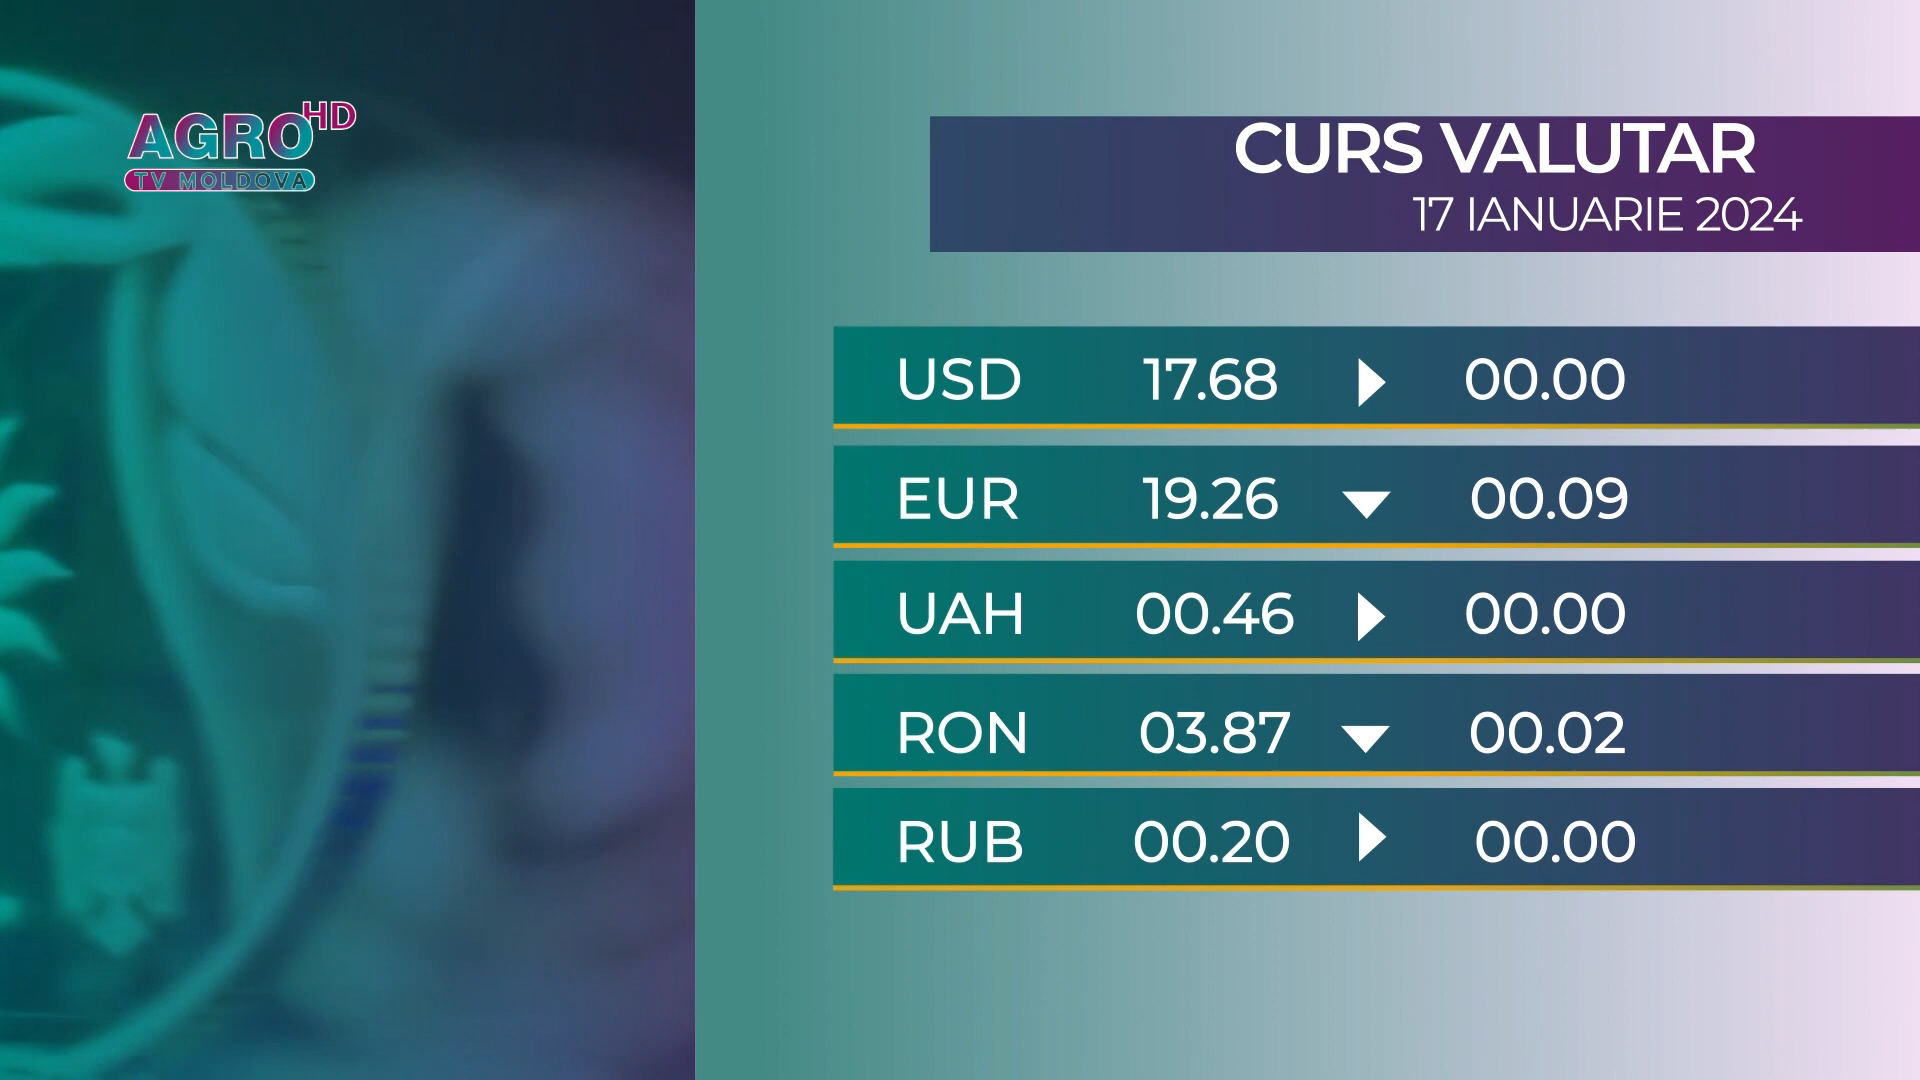 AGRO HD
TV MOLDOVA
CURS VALUTAR
17 IANUARIE 2024
USD 17.68 00.00
EUR 19.26 00.09
UAH 00.46 00.00
RON 03.87 00.02
RUB 00.20 00.00